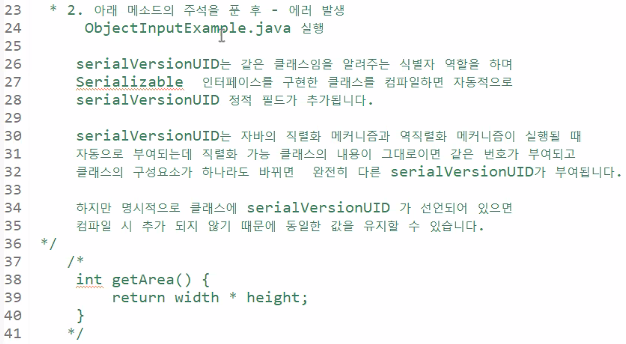 23 * 2. 아래 메소드의 주석을 푼 후 - 에러 발생
24 ObjectInputExample.java 실행
25
26 serialVersionUID는 같은 클래스임을 알려주는 식별자 역할을 하며
27 Serializable 인터페이스를 구현한 클래스를 컴파일하면 자동적으로
28 serialVersionUID 정적 필드가 추가됩니다.
29
30 serialVersionUID는 자바의 직렬화 메커니즘과 역직렬화 메커니즘이 실행될 때
31 자동으로 부여되는데 직렬화 가능 클래스의 내용이 그대로이면 같은 번호가 부여되고
32 클래스의 구성요소가 하나라도 바뀌면 완전히 다른 serialVersionUID가 부여됩니다.
33
34 하지만 명시적으로 클래스에 serialVersionUID 가 선언되어 있으면
35 컴파일 시 추가 되지 않기 때문에 동일한 값을 유지할 수 있습니다.
36 */
37 /*
38 int getArea() {
39 return width * height;
40 }
41 */